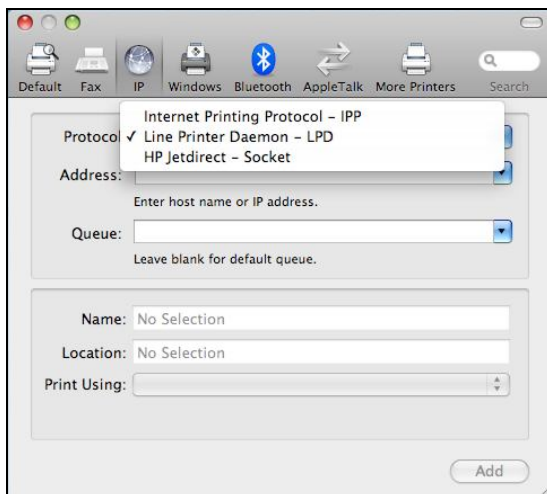 Default Fax IP Windows Bluetooth AppleTalk More Printers Search
Internet Printing Protocol – IPP
Protocol ✓ Line Printer Daemon – LPD
HP Jetdirect – Socket
Address:
Enter host name or IP address.
Queue:
Leave blank for default queue.
Name: No Selection
Location: No Selection
Print Using:
Add